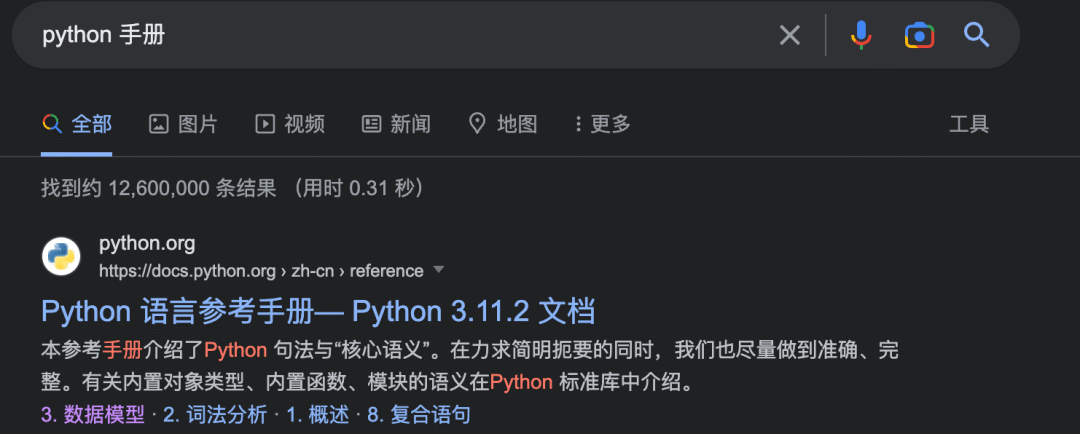 python 手册
全部 图片 视频 新闻 地图 更多 工具
找到约 12,600,000 条结果 （用时 0.31 秒）
python.org
https://docs.python.org › zh-cn › reference
Python 语言参考手册— Python 3.11.2 文档
本参考手册介绍了Python 句法与“核心语义”。在力求简明扼要的同时，我们也尽量做到准确、完
整。有关内置对象类型、内置函数、模块的语义在Python 标准库中介绍。
3. 数据模型 · 2. 词法分析 · 1. 概述 · 8. 复合语句